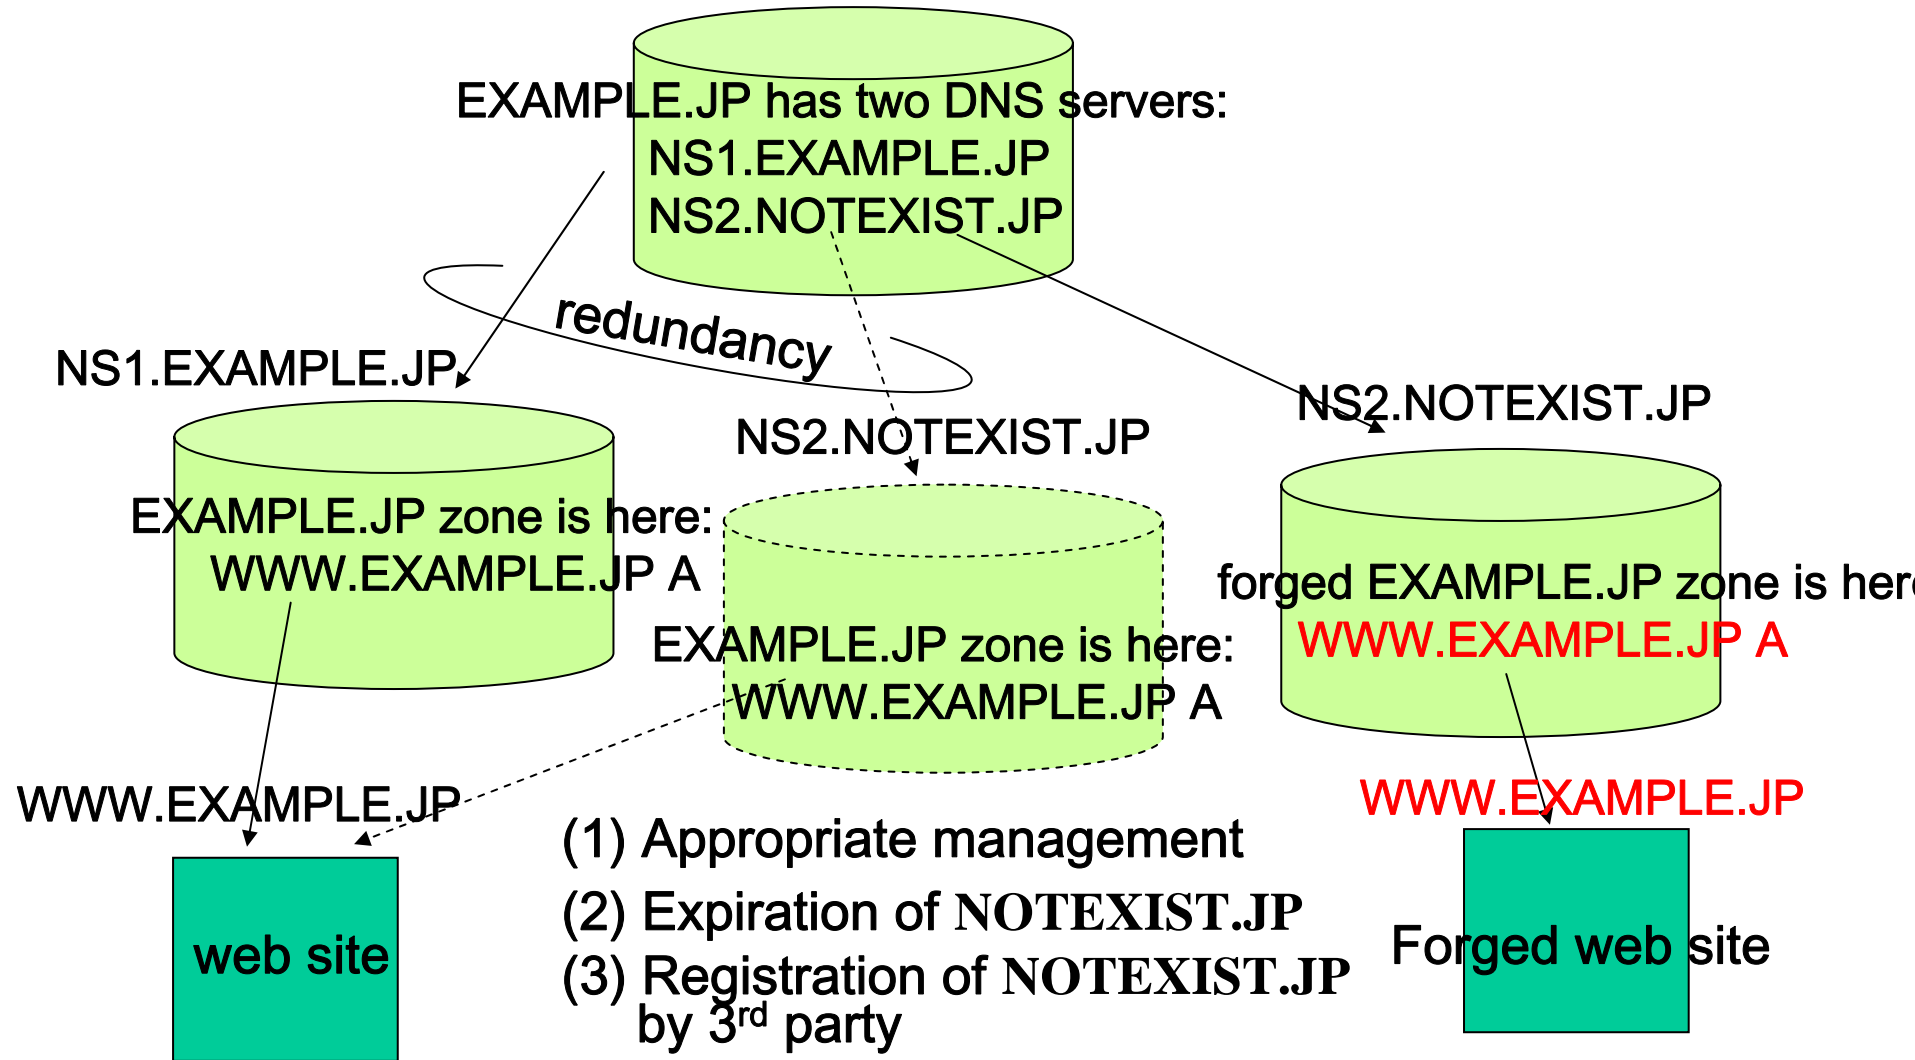 EXAMPLE.JP has two DNS servers:
NS1.EXAMPLE.JP
NS2.NOTEXIST.JP
redundancy
NS1.EXAMPLE.JP
EXAMPLE.JP zone is here:
WWW.EXAMPLE.JP A
NS2.NOTEXIST.JP
EXAMPLE.JP zone is here:
WWW.EXAMPLE.JP A
NS2.NOTEXIST.JP
forged EXAMPLE.JP zone is here
WWW.EXAMPLE.JP A
WWW.EXAMPLE.JP
web site
(1) Appropriate management
(2) Expiration of NOTEXIST.JP
(3) Registration of NOTEXIST.JP
by 3rd party
WWW.EXAMPLE.JP
Forged web site